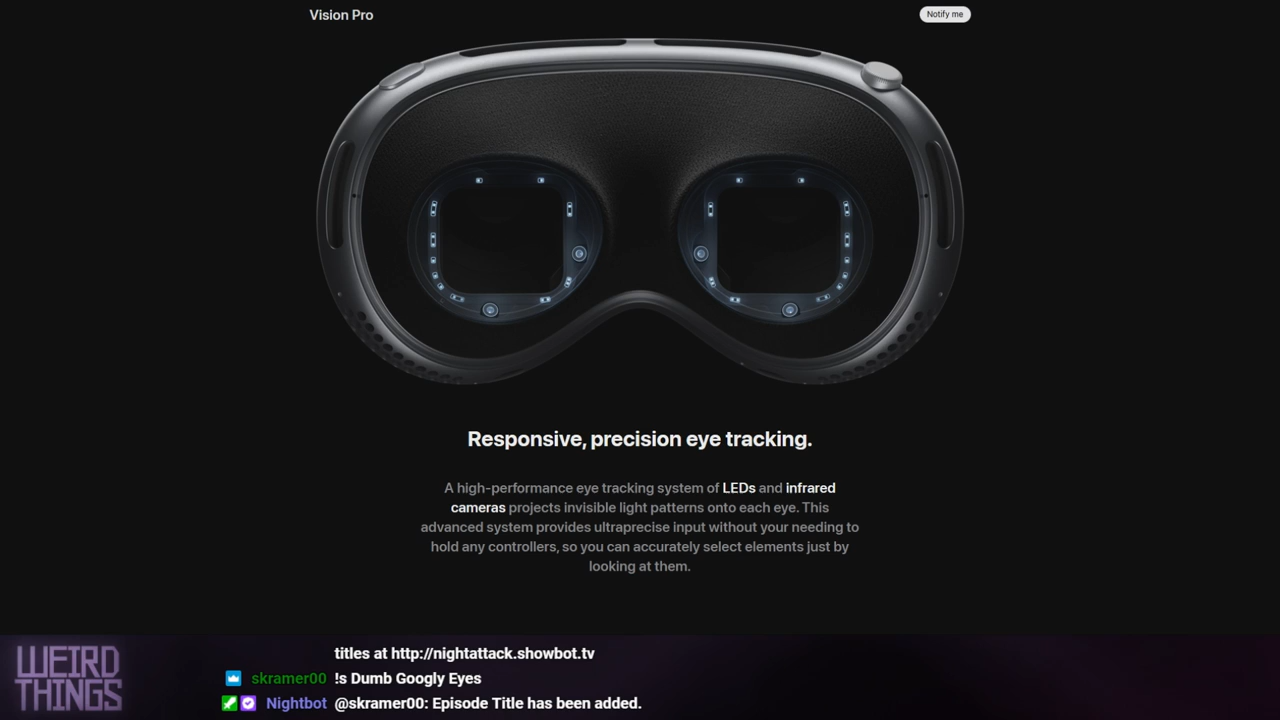 Vision Pro
Notify me
Responsive, precision eye tracking.
A high-performance eye tracking system of LEDs and infrared
cameras projects invisible light patterns onto each eye. This
advanced system provides ultraprecise input without your needing to
hold any controllers, so you can accurately select elements just by
looking at them.
WEIRD
THINGS
titles at http://nightattack.showbot.tv
skramer00 !s Dumb Googly Eyes
Nightbot @skramer00: Episode Title has been added.